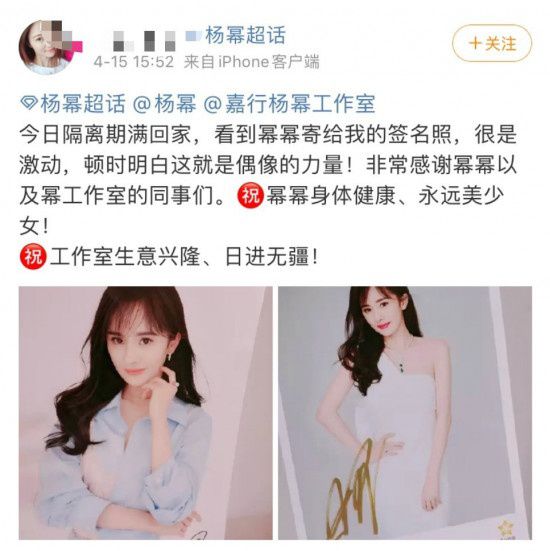 杨幂超话
+关注
4-15 15:52 来自iPhone客户端
杨幂超话 @杨幂 @嘉行杨幂工作室
今日隔离期满回家，看到幂幂寄给我的签名照，很是
激动，顿时明白这就是偶像的力量！非常感谢幂幂以
及幂工作室的同事们。㊗幂幂身体健康、永远美少
女！
㊗工作室生意兴隆、日进无疆！